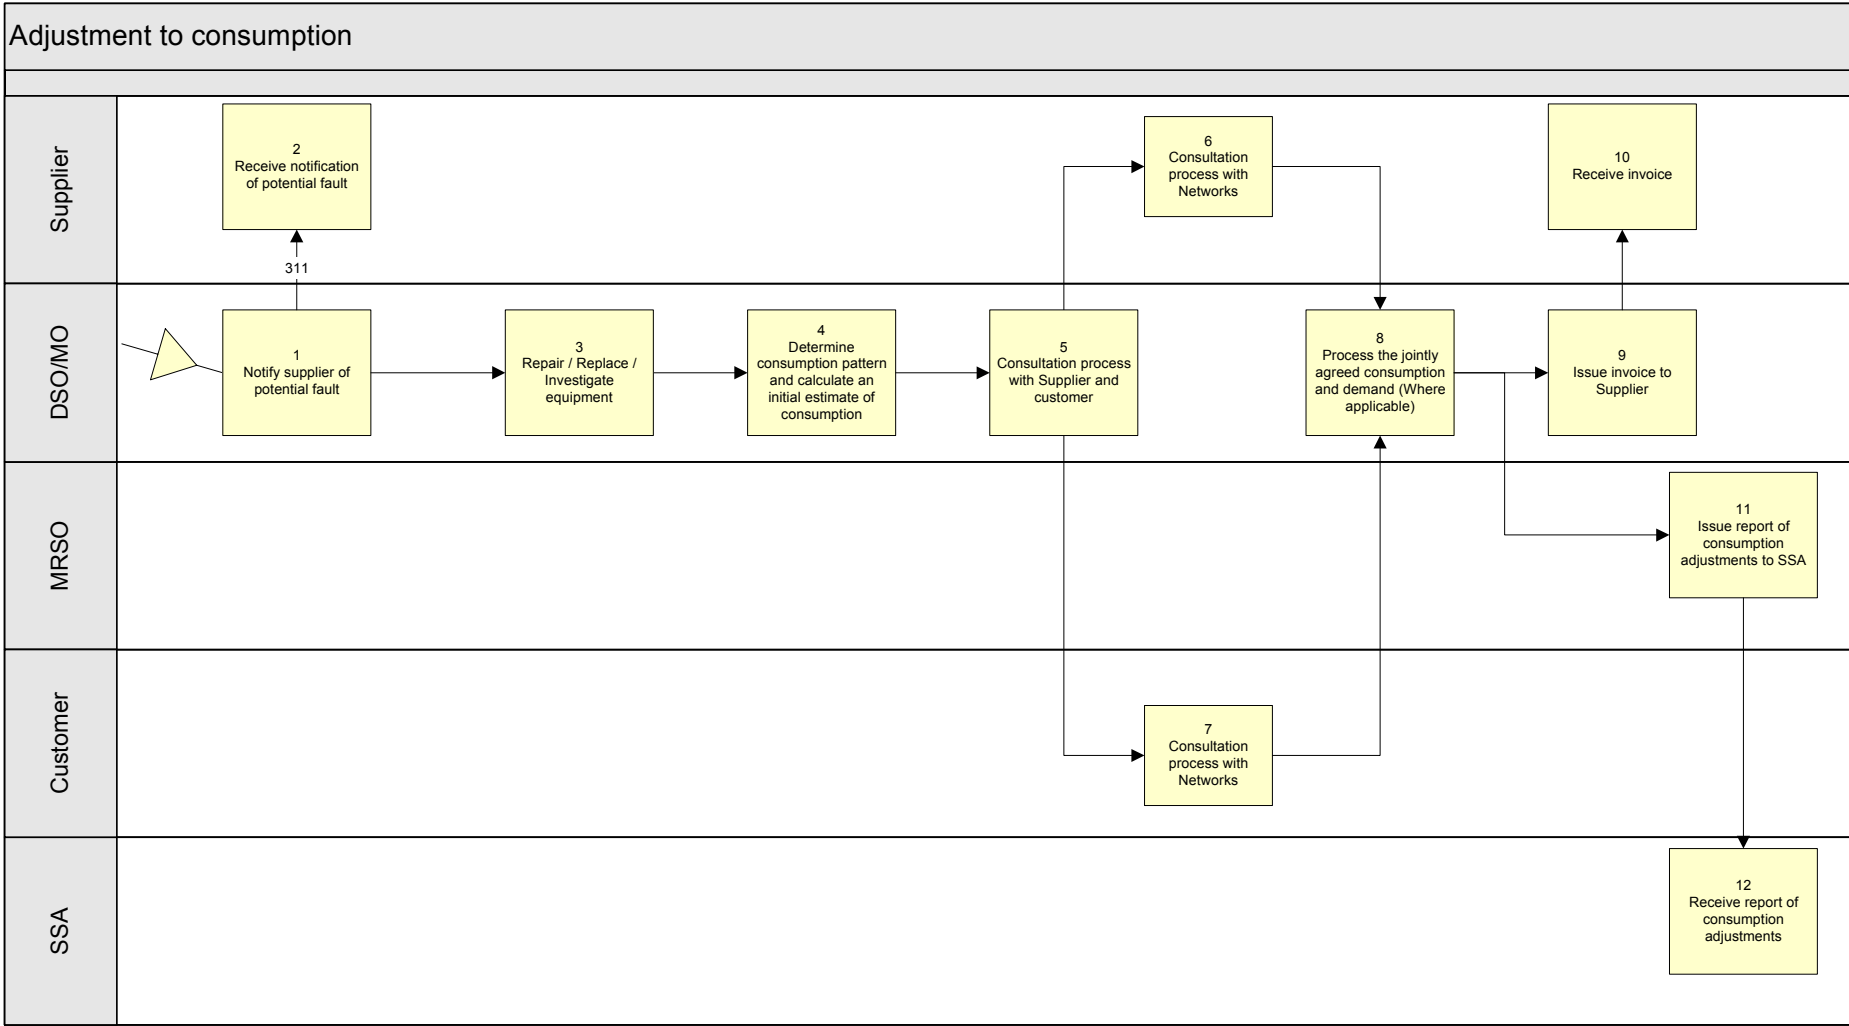 Adjustment to consumption
Supplier
2
Receive notification
of potential fault
6
Consultation
process with
Networks
10
Receive invoice
311
DSO/MO
1
Notify supplier of
potential fault
3
Repair / Replace /
Investigate
equipment
4
Determine
consumption pattern
and calculate an
initial estimate of
consumption
5
Consultation process
with Supplier and
customer
8
Process the jointly
agreed consumption
and demand (Where
applicable)
9
Issue invoice to
Supplier
MRSO
11
Issue report of
consumption
adjustments to SSA
Customer
7
Consultation
process with
Networks
SSA
12
Receive report of
consumption
adjustments